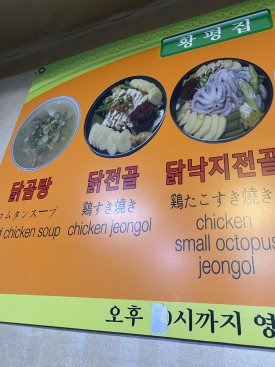 황평집
닭곰탕
コムタンスープ
chicken soup
닭전골
鶏すき焼き
chicken jeongol
닭낙지전골
鶏たこすき焼き
chicken
small octopus
jeongol
오후 시까지 영